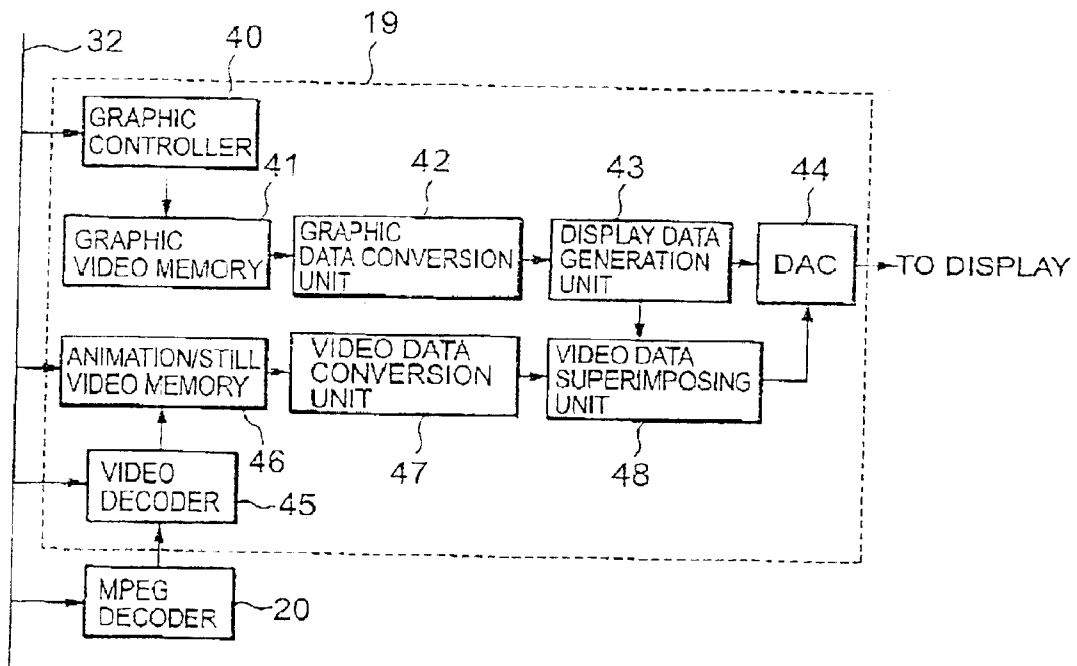 32
40
19
GRAPHIC
CONTROLLER
41
42
43
44
GRAPHIC
VIDEO MEMORY
GRAPHIC
DATA CONVERSION
UNIT
DISPLAY DATA
GENERATION
UNIT
DAC
TO DISPLAY
ANIMATION/STILL
VIDEO MEMORY
VIDEO DATA
CONVERSION
UNIT
VIDEO DATA
SUPERIMPOSING
UNIT
46
47
48
VIDEO
DECODER
45
MPEG
DECODER
20